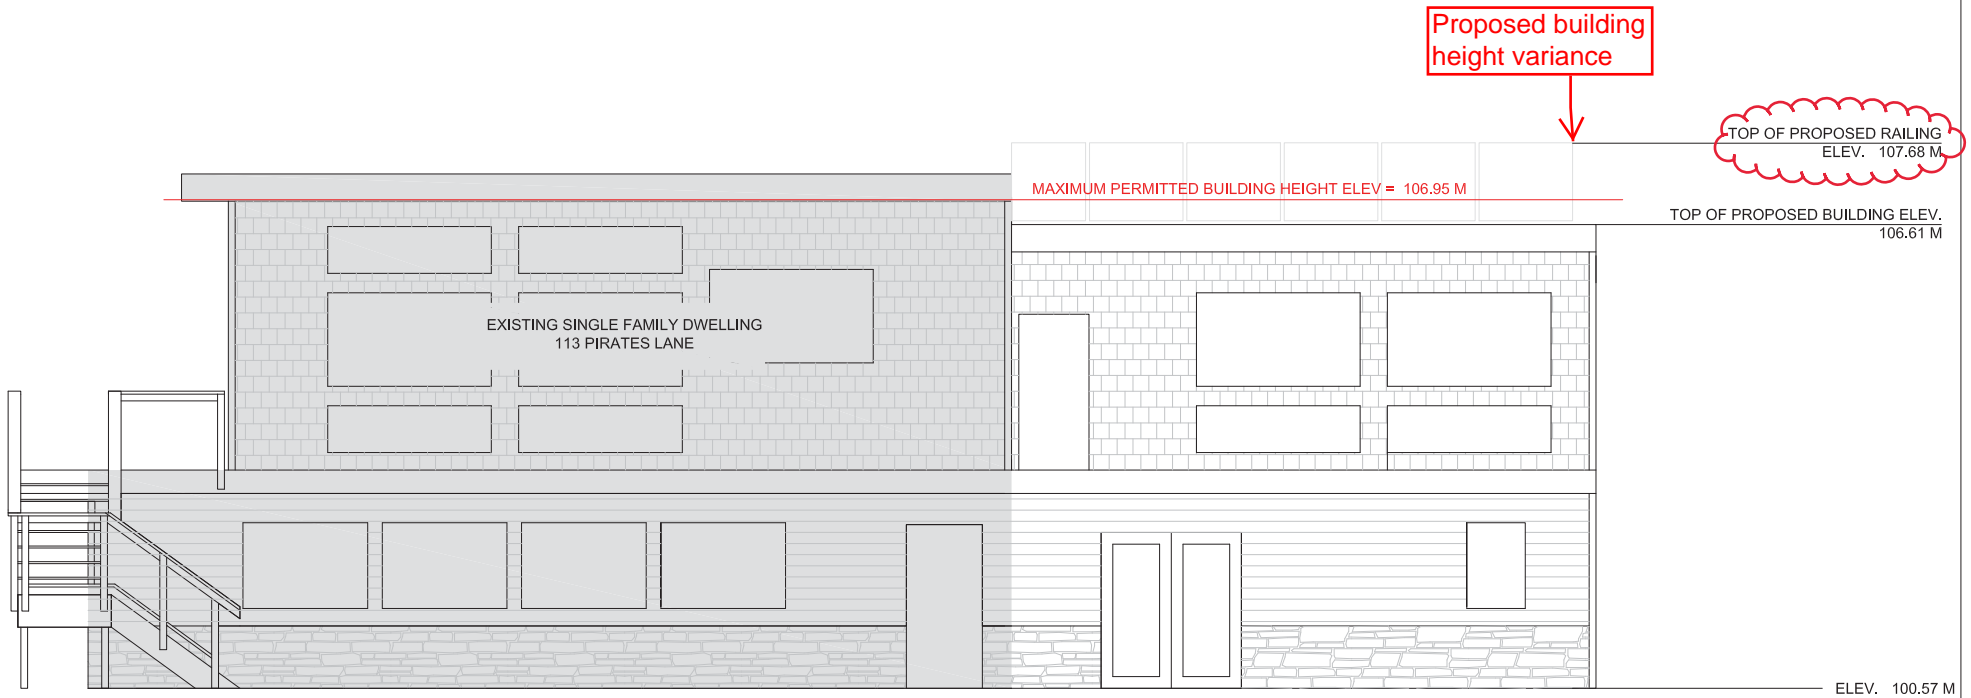 Proposed building
height variance
TOP OF PROPOSED RAILING
ELEV. 107.68 M
MAXIMUM PERMITTED BUILDING HEIGHT ELEV = 106.95 M
TOP OF PROPOSED BUILDING ELEV.
106.61 M
EXISTING SINGLE FAMILY DWELLING
113 PIRATES LANE
ELEV. 100.57 M